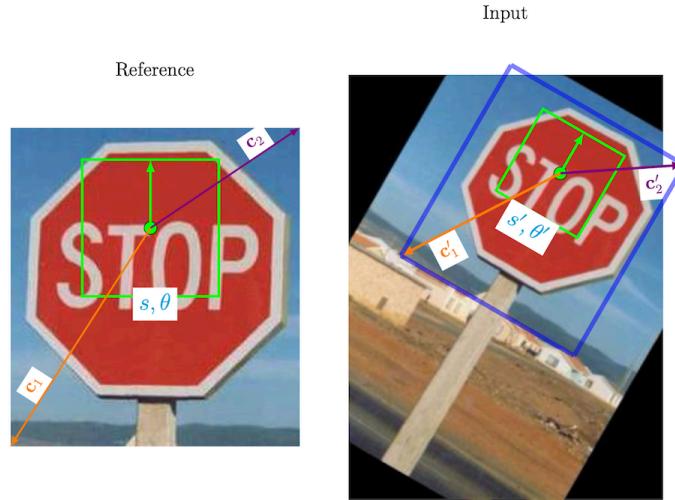 Input
Reference
c₂
STOP
s, θ
c₁
STOP
c′₂
s′, θ′
c′₁